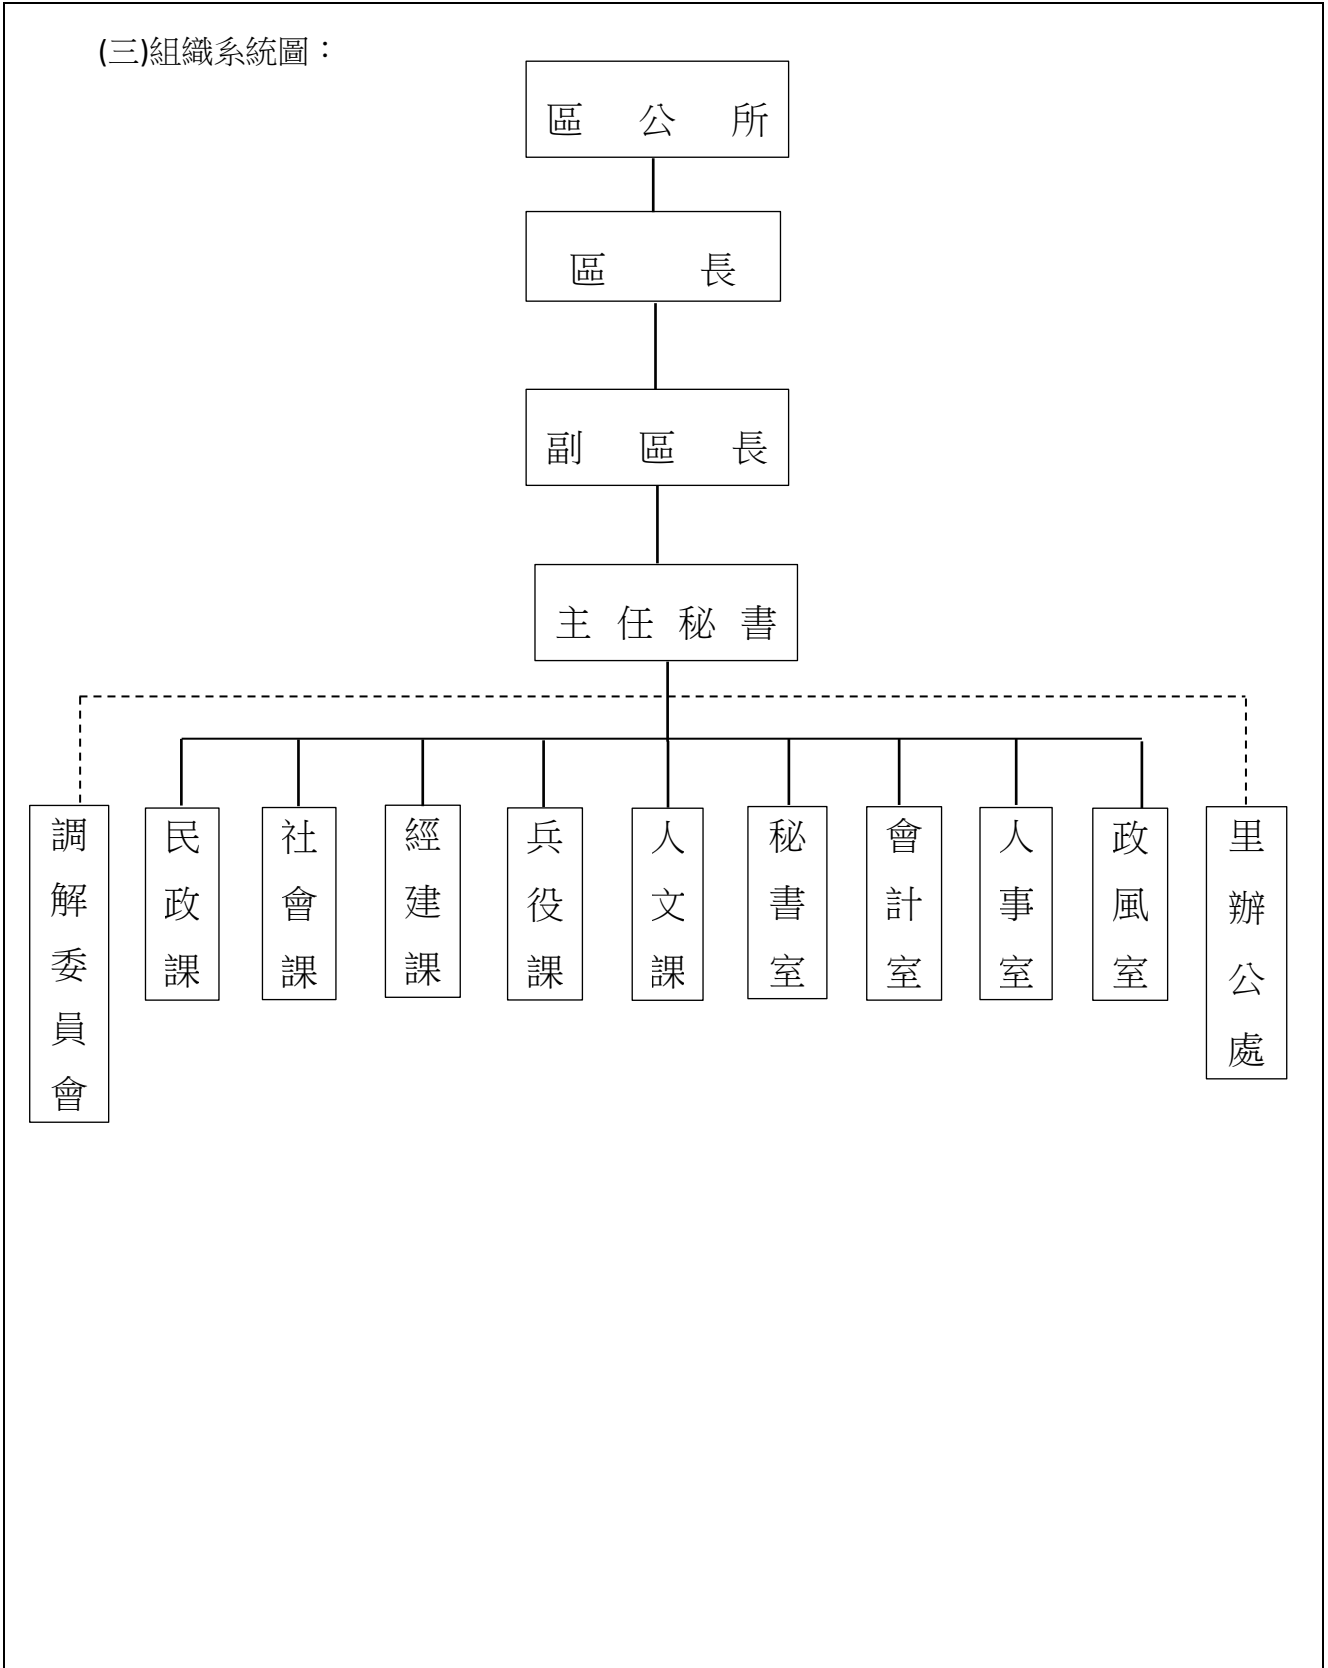 (三)組織系統圖：
區公所
區長
副區長
主任秘書
調解委員會
民政課
社會課
經建課
兵役課
人文課
秘書室
會計室
人事室
政風室
里辦公處